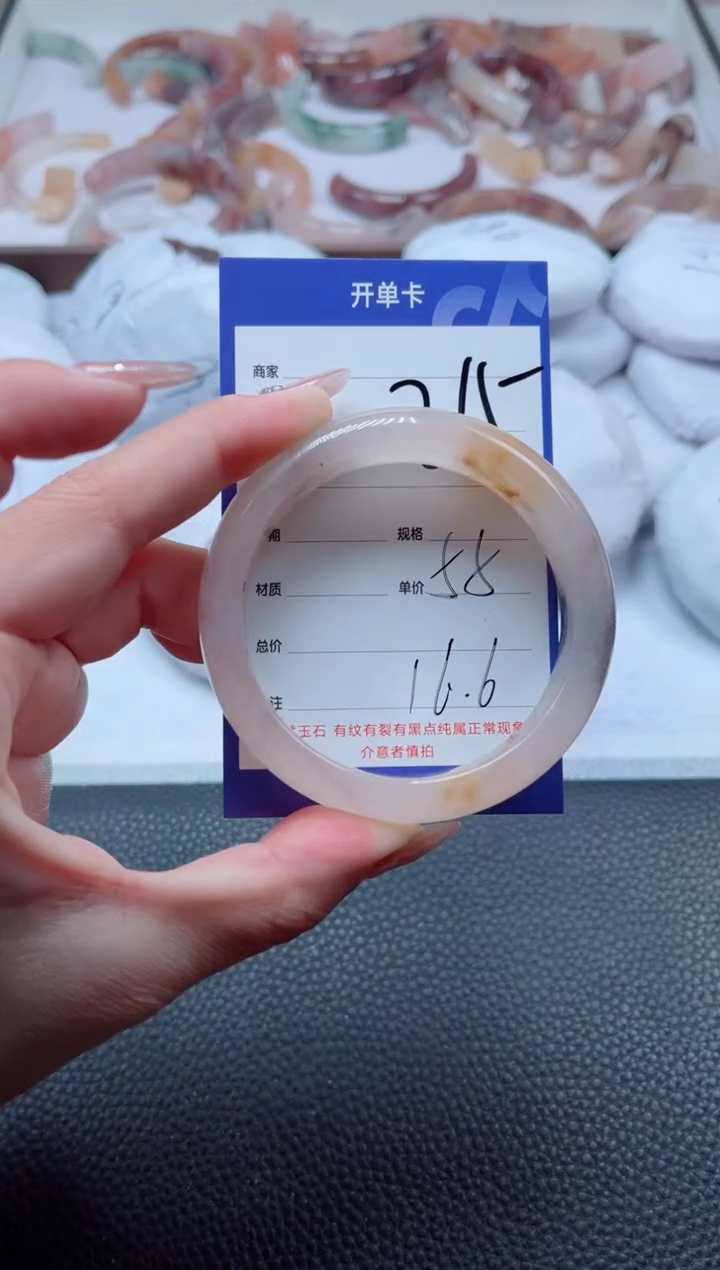 开单卡
商家
期 规格
材质 单价 58
总价
注 16.6
玉石 有纹有裂有黑点纯属正常现象
介意者慎拍